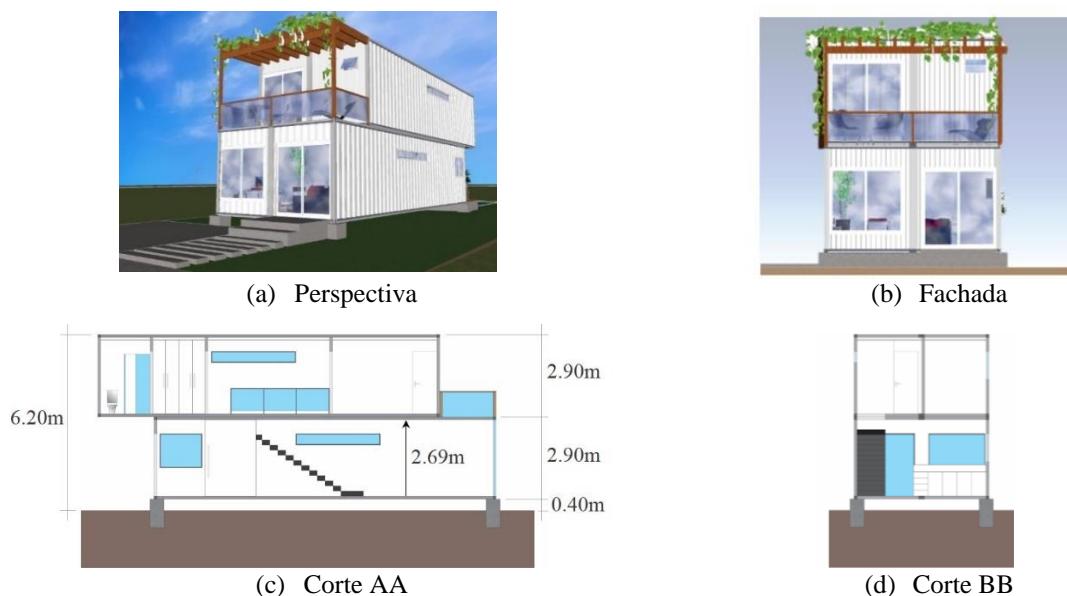 (a) Perspectiva
(b) Fachada
6.20m
2.69m
2.90m
2.90m
0.40m
(c) Corte AA
(d) Corte BB